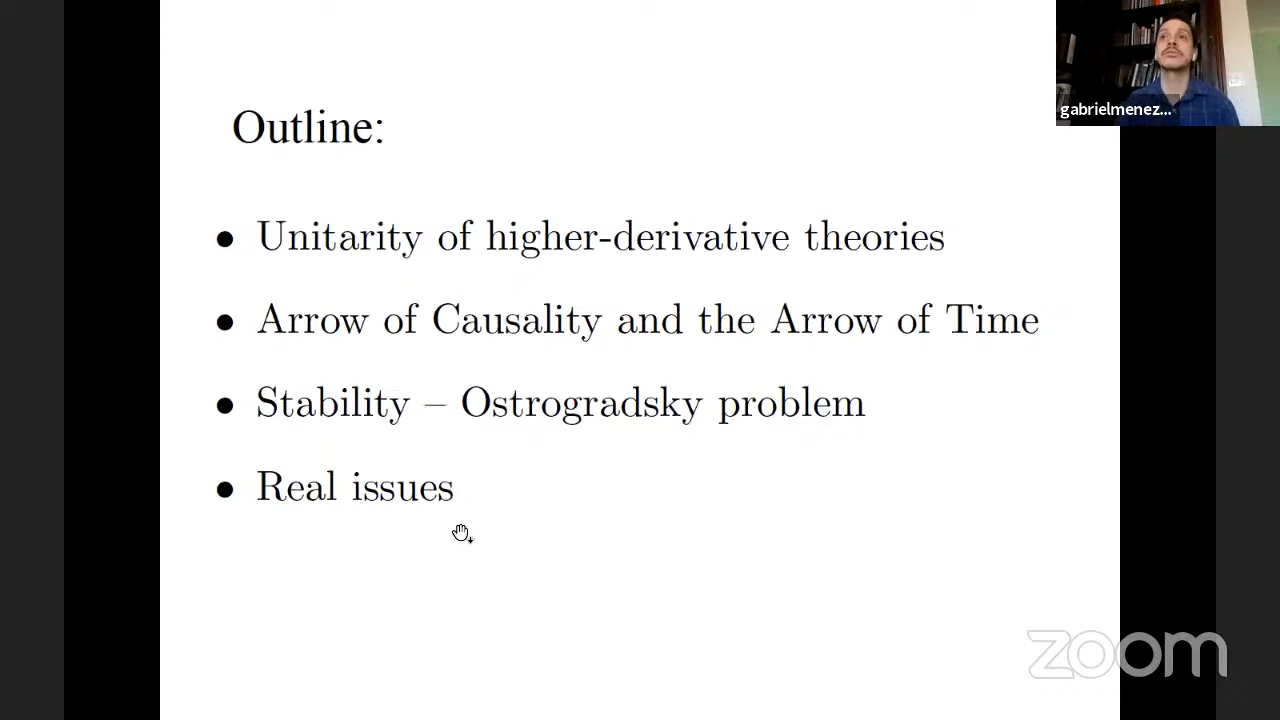 gabrielmenez...
Outline:
• Unitarity of higher-derivative theories
• Arrow of Causality and the Arrow of Time
• Stability – Ostrogradsky problem
• Real issues
zoom